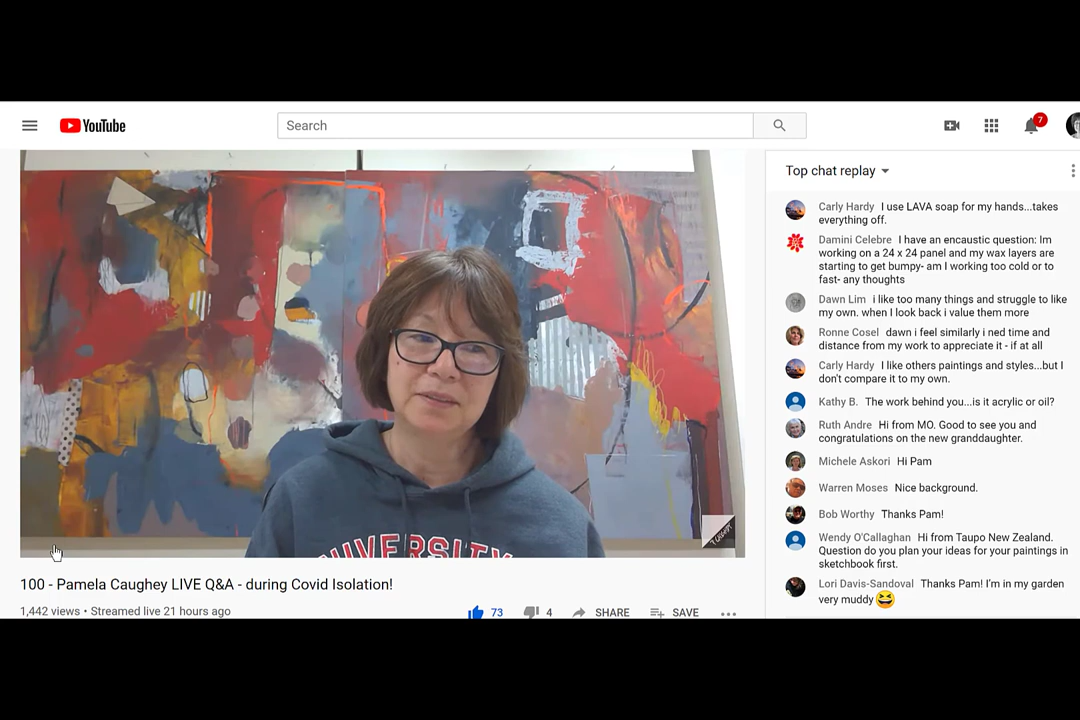 YouTube
Search
7
Top chat replay
Carly Hardy I use LAVA soap for my hands...takes
everything off.
Damini Celebre I have an encaustic question: Im
working on a 24 x 24 panel and my wax layers are
starting to get bumpy- am I working too cold or to
fast- any thoughts
Dawn Lim i like too many things and struggle to like
my own. when I look back i value them more
Ronne Cosel dawn i feel similarly i ned time and
distance from my work to appreciate it - if at all
Carly Hardy I like others paintings and styles...but I
don't compare it to my own.
Kathy B. The work behind you...is it acrylic or oil?
Ruth Andre Hi from MO. Good to see you and
congratulations on the new granddaughter.
Michele Askori Hi Pam
Warren Moses Nice background.
Bob Worthy Thanks Pam!
Wendy O'Callaghan Hi from Taupo New Zealand.
Question do you plan your ideas for your paintings in
sketchbook first.
Lori Davis-Sandoval Thanks Pam! I'm in my garden
very muddy 😆
UNIVERSITY
100 - Pamela Caughey LIVE Q&A - during Covid Isolation!
1,442 views • Streamed live 21 hours ago
73
4
SHARE
SAVE